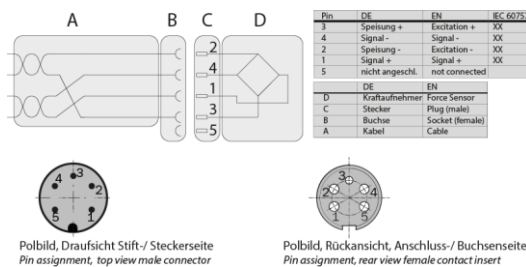 A B C D
2
4
1
3
5
Pin DE EN IEC 6075
3 Speisung + Excitation + XX
4 Signal - Signal - XX
2 Speisung - Excitation - XX
1 Signal + Signal + XX
5 nicht angeschl. not connected
DE EN
D Kraftaufnehmer Force Sensor
C Stecker Plug (male)
B Buchse Socket (female)
A Kabel Cable
3
4
2
5 1
3
2 4
1 5
Polbild, Draufsicht Stift-/ Steckerseite
Pin assignment, top view male connector
Polbild, Rückansicht, Anschluss-/ Buchsenseite
Pin assignment, rear view female contact insert